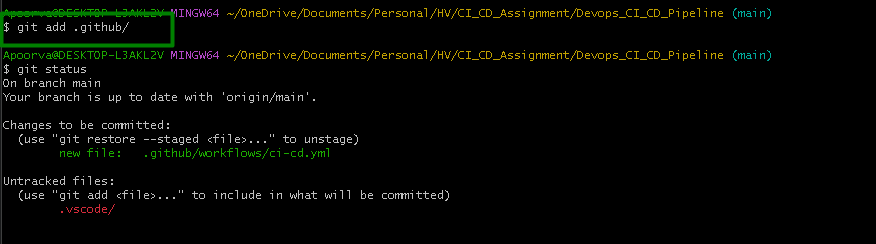 Apoorva@DESKTOP-L3AKL2V MINGW64 ~/OneDrive/Documents/Personal/HV/CI_CD_Assignment/Devops_CI_CD_Pipeline (main)
$ git add .github/
Apoorva@DESKTOP-L3AKL2V MINGW64 ~/OneDrive/Documents/Personal/HV/CI_CD_Assignment/Devops_CI_CD_Pipeline (main)
$ git status
On branch main
Your branch is up to date with 'origin/main'.
Changes to be committed:
(use "git restore --staged <file>..." to unstage)
new file: .github/workflows/ci-cd.yml
Untracked files:
(use "git add <file>..." to include in what will be committed)
.vscode/